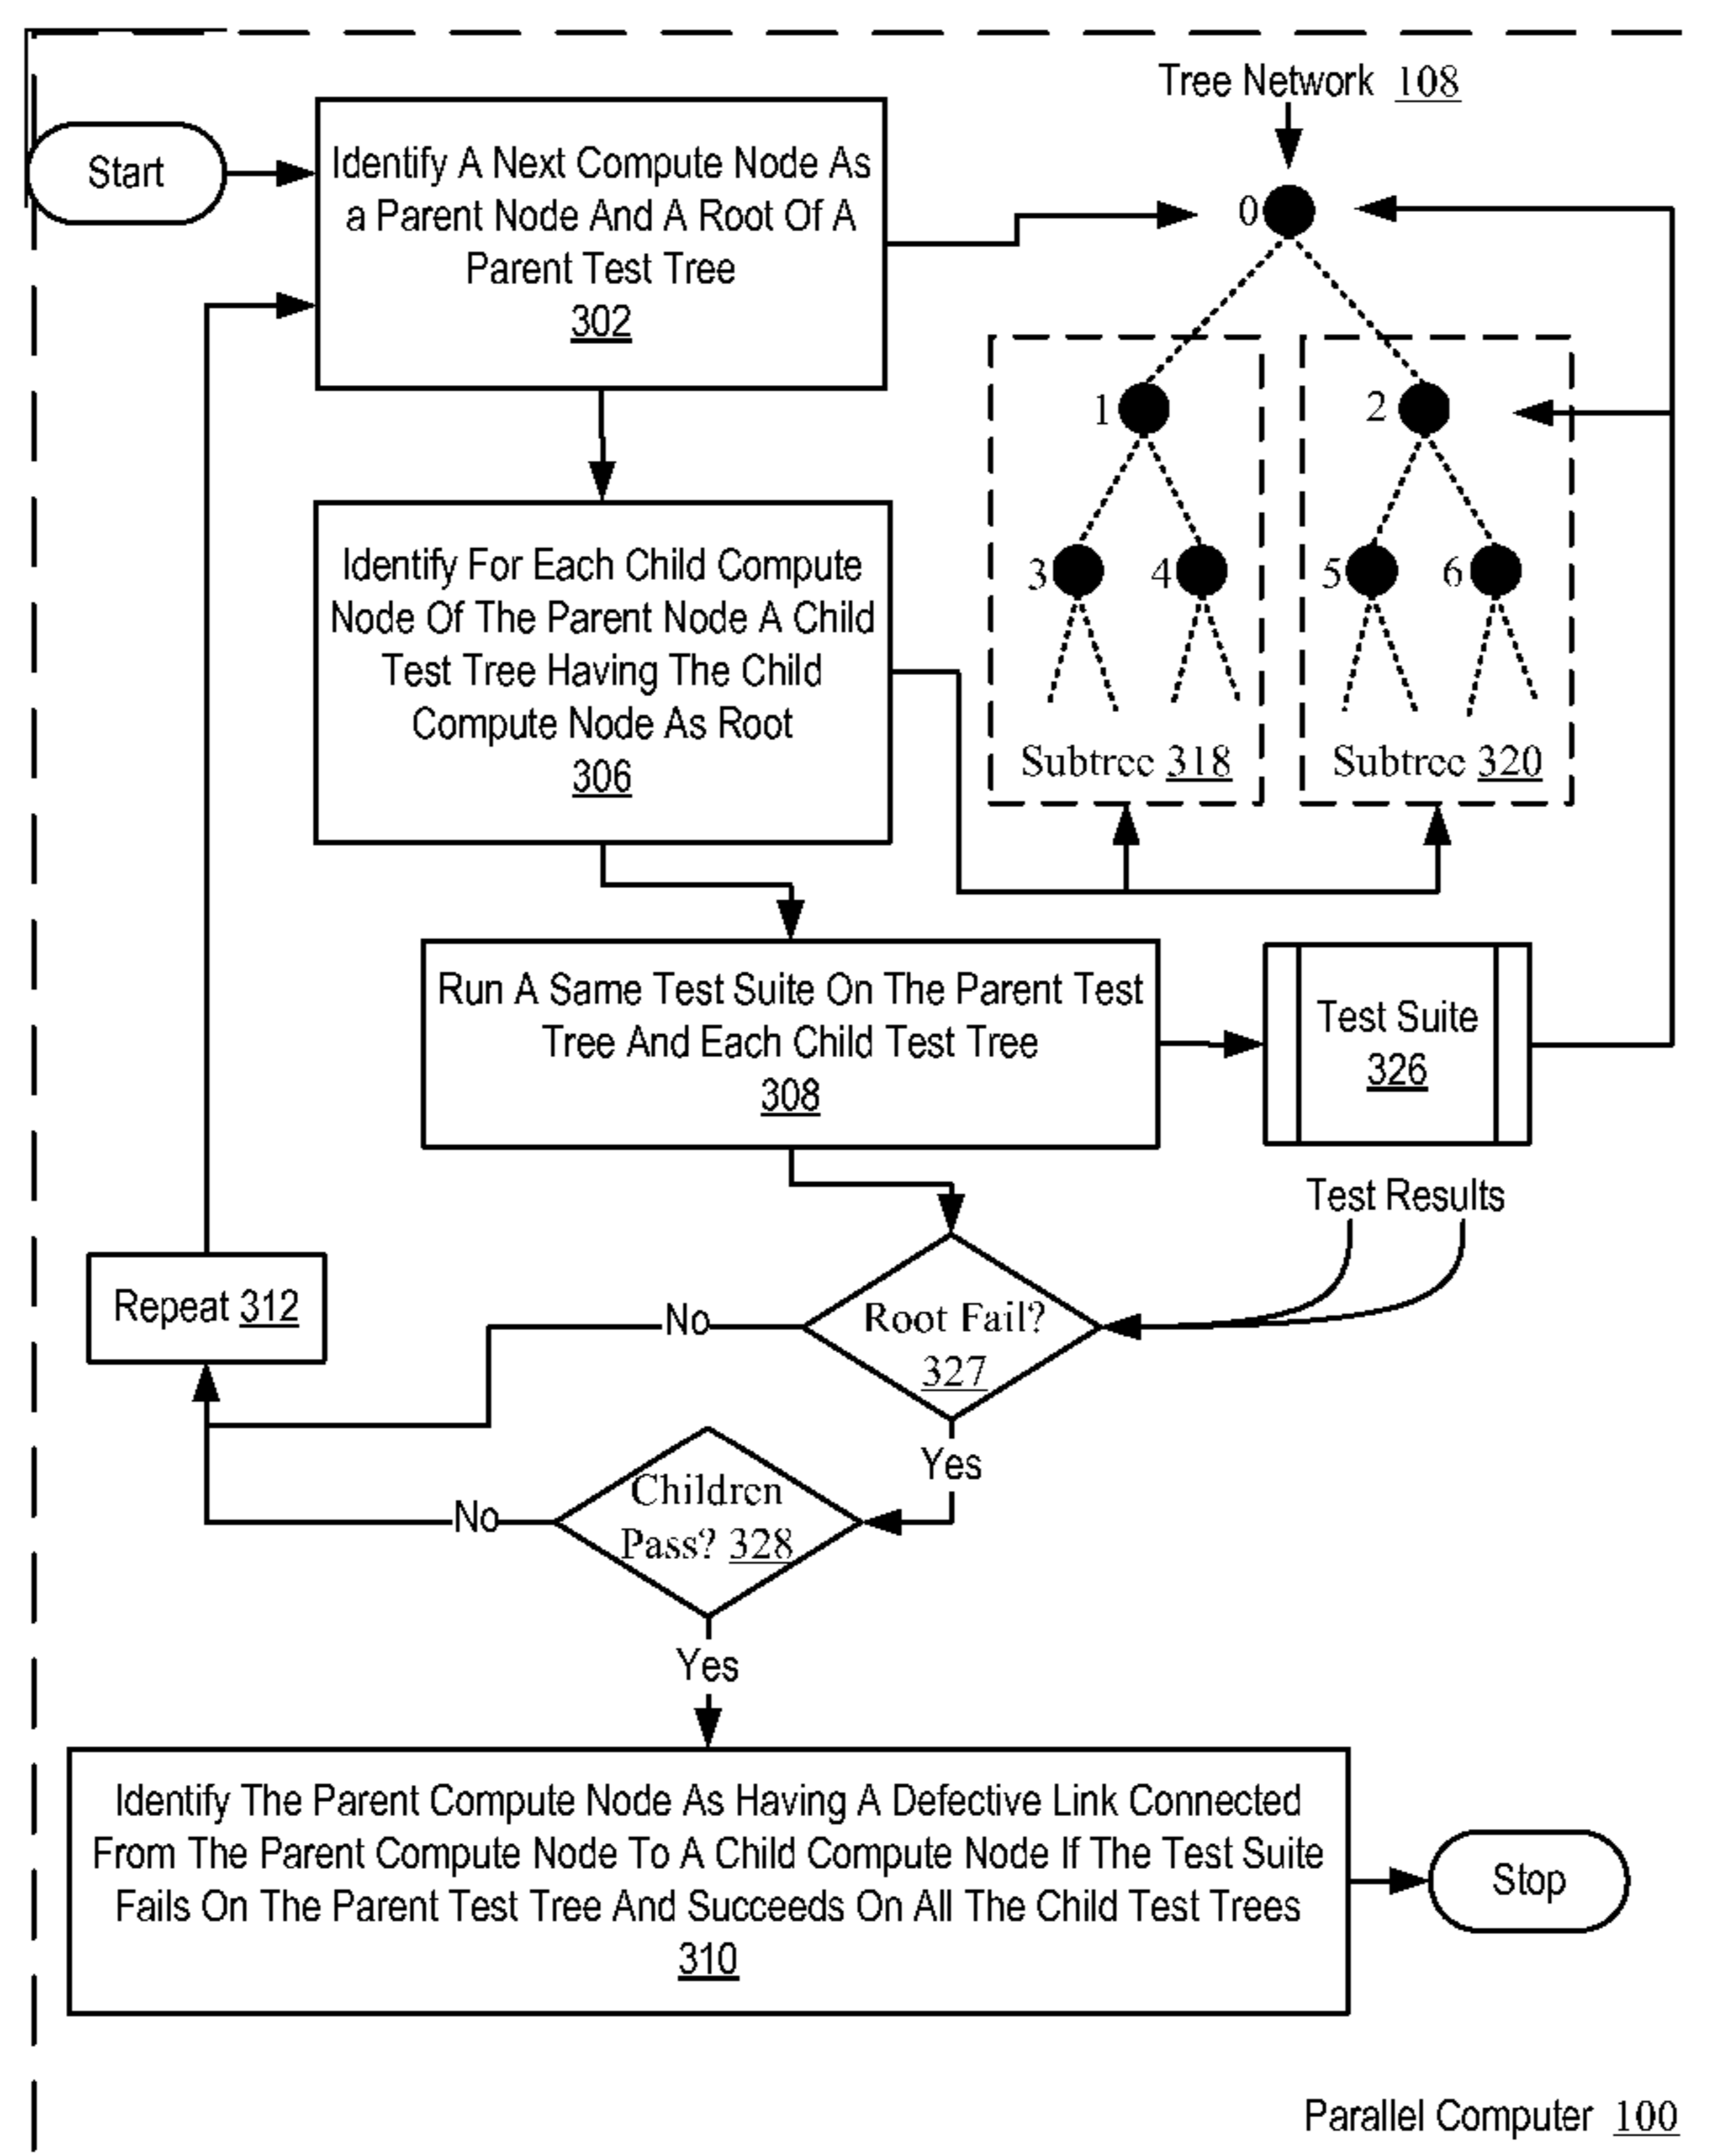 Tree Network 108
Start
Identify A Next Compute Node As
a Parent Node And A Root Of A
Parent Test Tree
302
0
1
2
3
4
5
6
Subtree 318
Subtree 320
Identify For Each Child Compute
Node Of The Parent Node A Child
Test Tree Having The Child
Compute Node As Root
306
Run A Same Test Suite On The Parent Test
Tree And Each Child Test Tree
308
Test Suite
326
Test Results
Repeat 312
No
Root Fail?
327
Yes
Children
Pass? 328
No
Yes
Identify The Parent Compute Node As Having A Defective Link Connected
From The Parent Compute Node To A Child Compute Node If The Test Suite
Fails On The Parent Test Tree And Succeeds On All The Child Test Trees
310
Stop
Parallel Computer 100